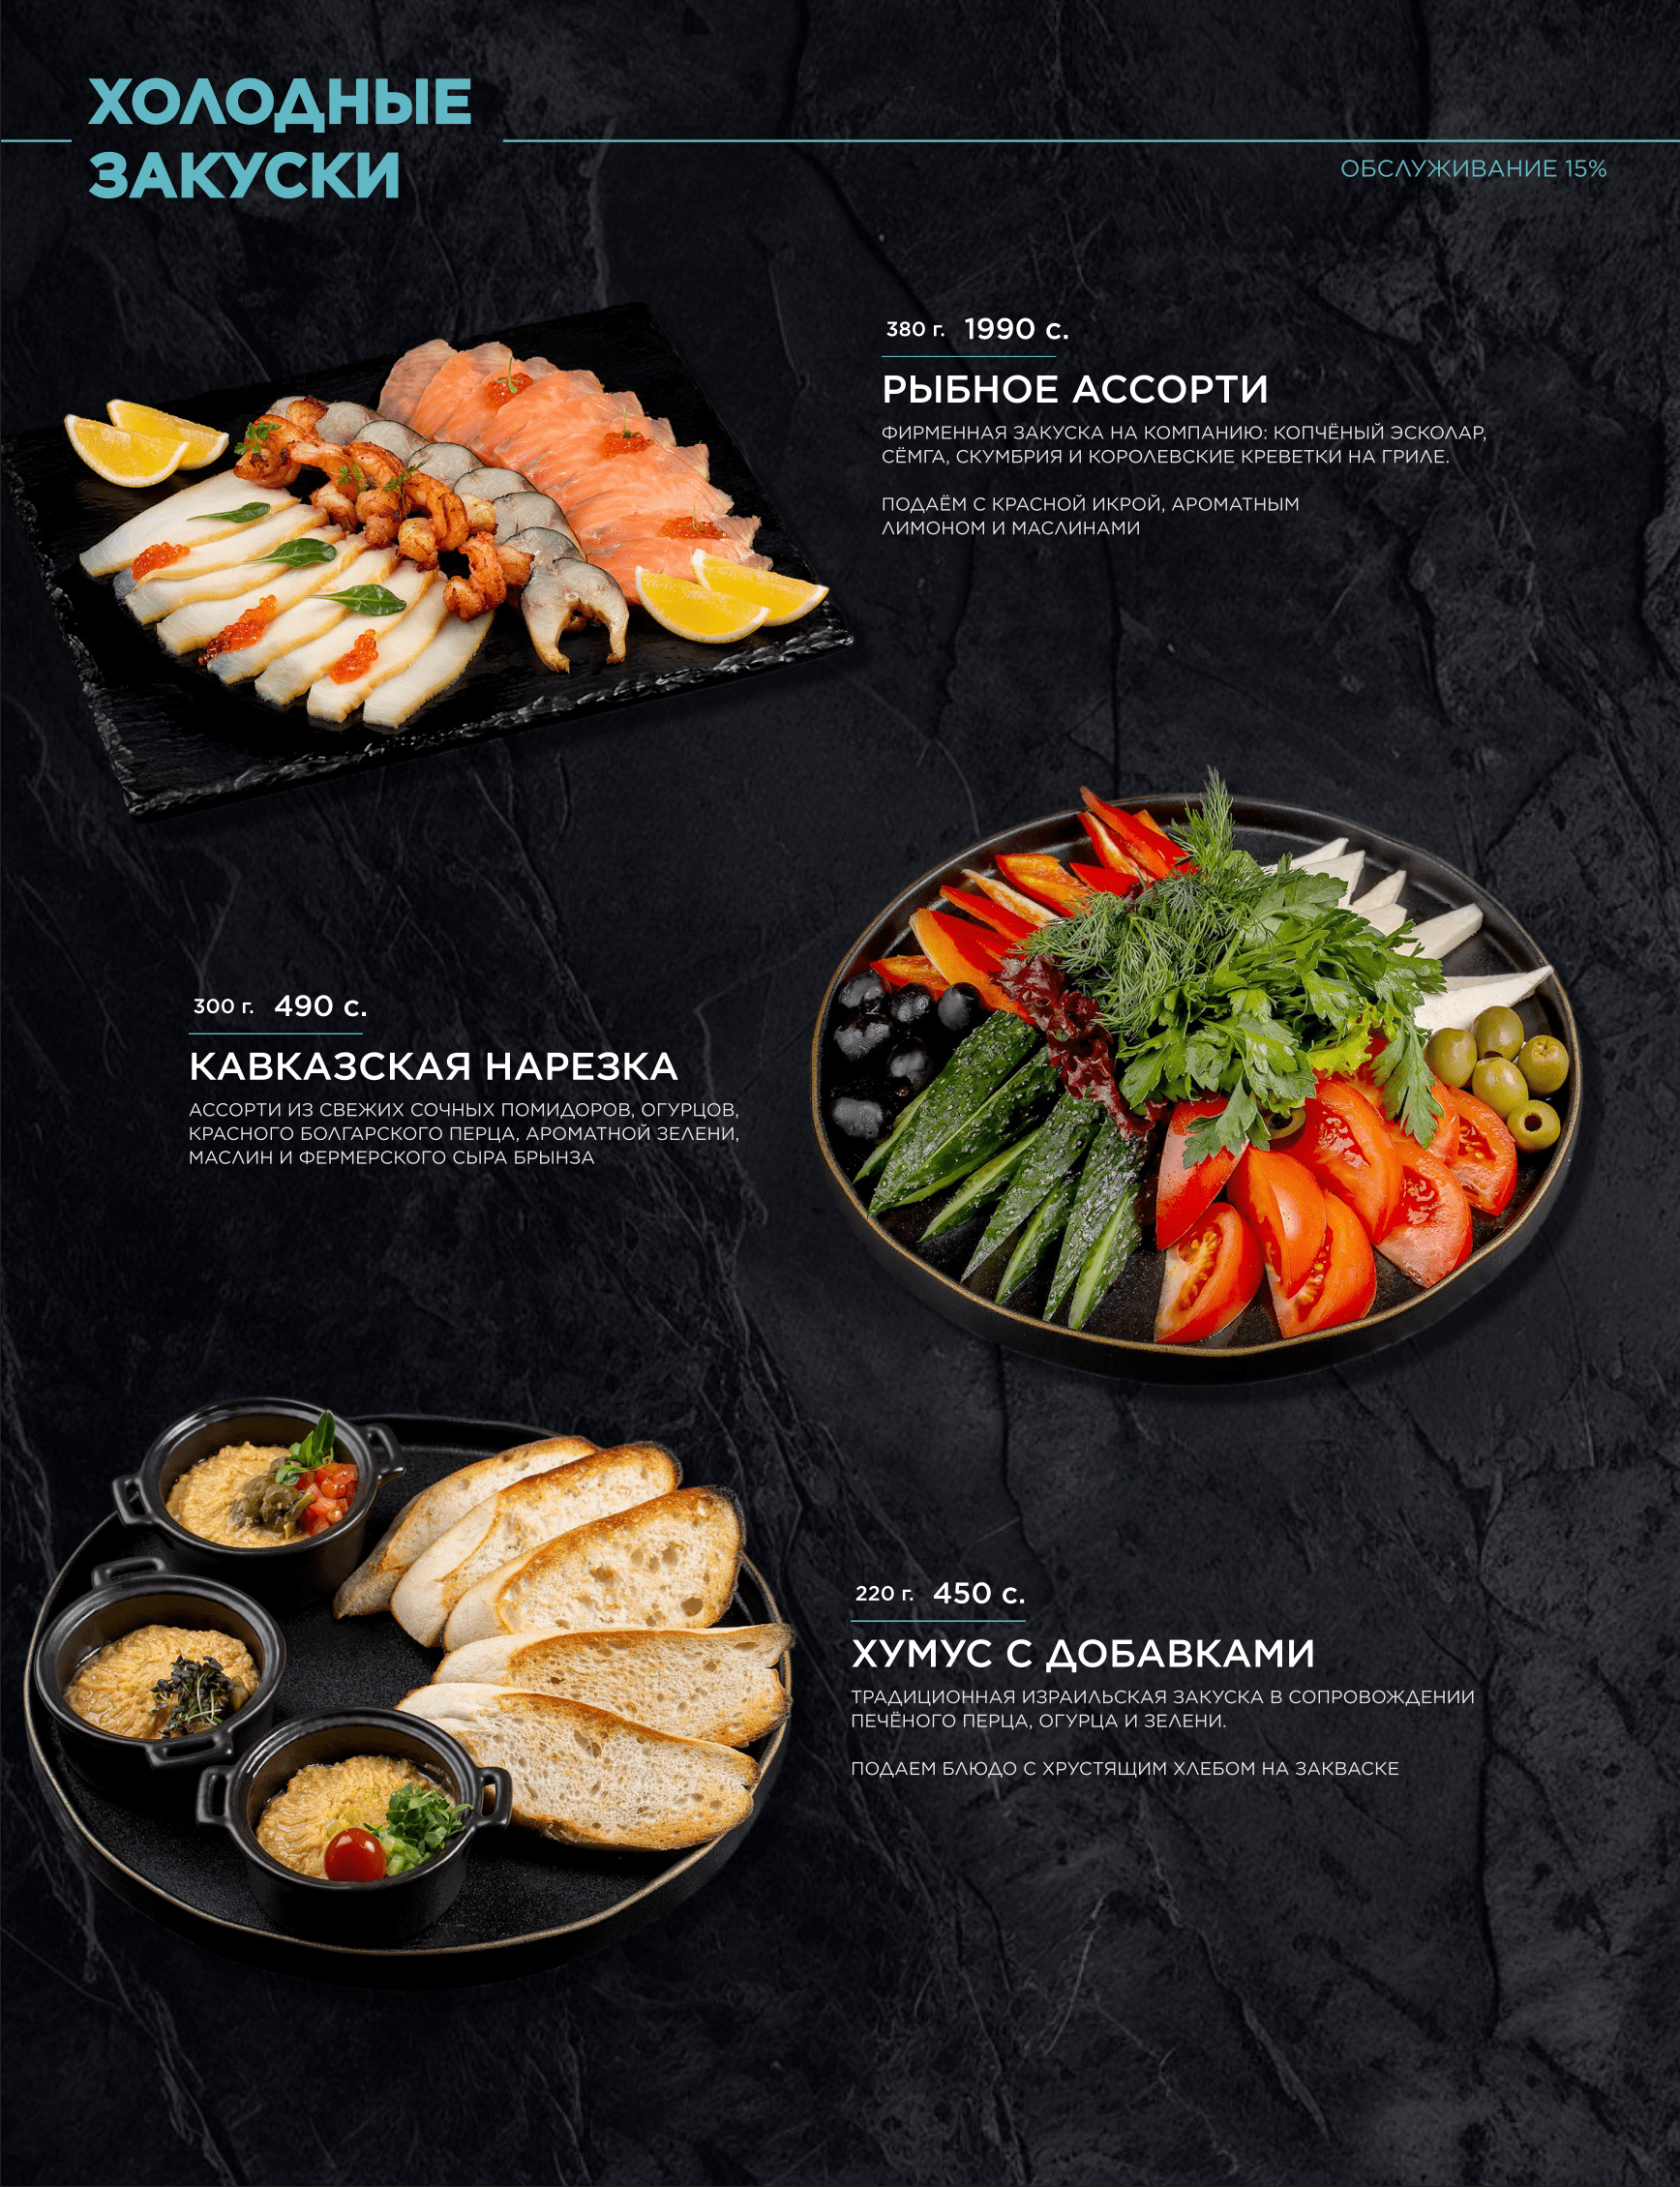 ХОЛОДНЫЕ
ЗАКУСКИ
ОБСЛУЖИВАНИЕ 15%
380 г. 1990 с.
РЫБНОЕ АССОРТИ
ФИРМЕННАЯ ЗАКУСКА НА КОМПАНИЮ: КОПЧЁНЫЙ ЭСКОЛАР,
СЁМГА, СКУМБРИЯ И КОРОЛЕВСКИЕ КРЕВЕТКИ НА ГРИЛЕ.
ПОДАЁМ С КРАСНОЙ ИКРОЙ, АРОМАТНЫМ
ЛИМОНОМ И МАСЛИНАМИ
300 г. 490 с.
КАВКАЗСКАЯ НАРЕЗКА
АССОРТИ ИЗ СВЕЖИХ СОЧНЫХ ПОМИДОРОВ, ОГУРЦОВ,
КРАСНОГО БОЛГАРСКОГО ПЕРЦА, АРОМАТНОЙ ЗЕЛЕНИ,
МАСЛИН И ФЕРМЕРСКОГО СЫРА БРЫНЗА
220 г. 450 с.
ХУМУС С ДОБАВКАМИ
ТРАДИЦИОННАЯ ИЗРАИЛЬСКАЯ ЗАКУСКА В СОПРОВОЖДЕНИИ
ПЕЧЁНОГО ПЕРЦА, ОГУРЦА И ЗЕЛЕНИ.
ПОДАЕМ БЛЮДО С ХРУСТЯЩИМ ХЛЕБОМ НА ЗАКВАСКЕ